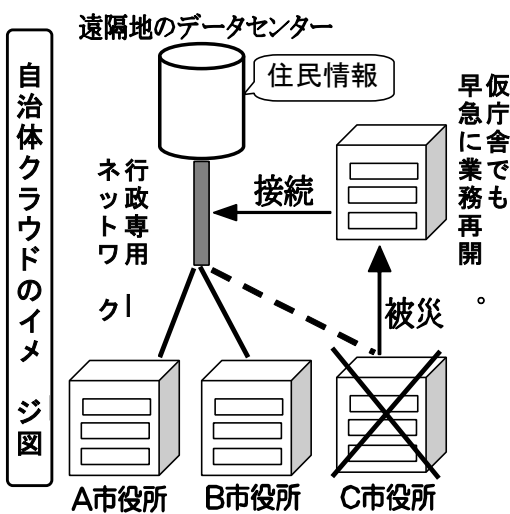 自治体クラウドのイメージ図
遠隔地のデータセンター
住民情報
仮庁舎でも
早急に業務再開。
行政専用
ネットワーク
接続
被災
A市役所
B市役所
C市役所